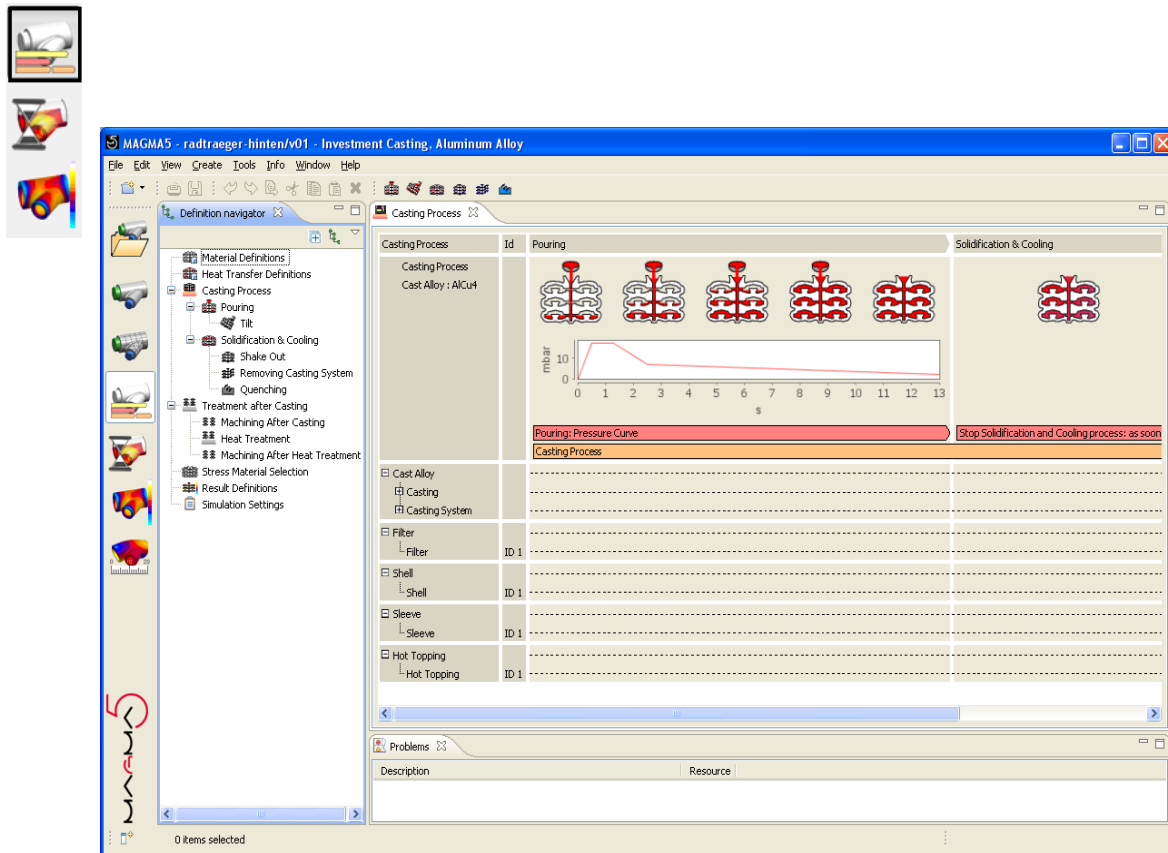 MAGMA5 - radtraeger-hinten/v01 - Investment Casting, Aluminum Alloy
File Edit View Create Tools Info Window Help
Definition navigator
Material Definitions
Heat Transfer Definitions
Casting Process
Pouring
Tilt
Solidification & Cooling
Shake Out
Removing Casting System
Quenching
Treatment after Casting
Machining After Casting
Heat Treatment
Machining After Heat Treatment
Stress Material Selection
Result Definitions
Simulation Settings
Casting Process
Casting Process Id Pouring Solidification & Cooling
Casting Process
Cast Alloy : AlCu4
mbar
10
0
0 1 2 3 4 5 6 7 8 9 10 11 12 13
s
Pouring: Pressure Curve
Stop Solidification and Cooling process: as soon
Casting Process
Cast Alloy
Casting
Casting System
Filter
Filter ID 1
Shell
Shell ID 1
Sleeve
Sleeve ID 1
Hot Topping
Hot Topping ID 1
Problems
Description Resource
0 20
MAGMA5
0 items selected